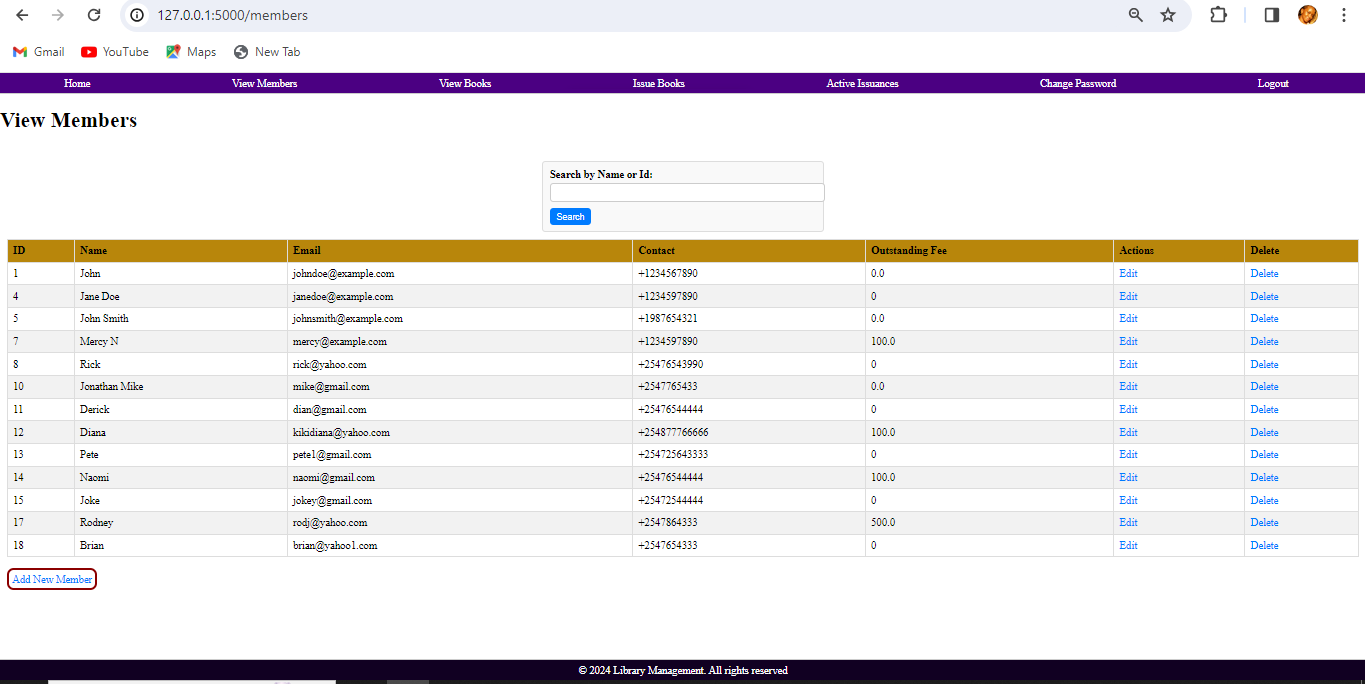 127.0.0.1:5000/members
Gmail YouTube Maps New Tab
Home View Members View Books Issue Books Active Issuances Change Password Logout
View Members
Search by Name or Id:
Search
ID Name Email Contact Outstanding Fee Actions Delete
1 John johndoe@example.com +1234567890 0.0 Edit Delete
4 Jane Doe janedoe@example.com +1234597890 0 Edit Delete
5 John Smith johnsmith@example.com +1987654321 0.0 Edit Delete
7 Mercy N mercy@example.com +1234597890 100.0 Edit Delete
8 Rick rick@yahoo.com +25476543990 0 Edit Delete
10 Jonathan Mike mike@gmail.com +2547765433 0.0 Edit Delete
11 Derick dian@gmail.com +25476544444 0 Edit Delete
12 Diana kikidiana@yahoo.com +254877766666 100.0 Edit Delete
13 Pete pete1@gmail.com +254725643333 0 Edit Delete
14 Naomi naomi@gmail.com +25476544444 100.0 Edit Delete
15 Joke jokey@gmail.com +25472544444 0 Edit Delete
17 Rodney rodj@yahoo.com +2547864333 500.0 Edit Delete
18 Brian brian@yahoo1.com +2547654333 0 Edit Delete
Add New Member
© 2024 Library Management. All rights reserved